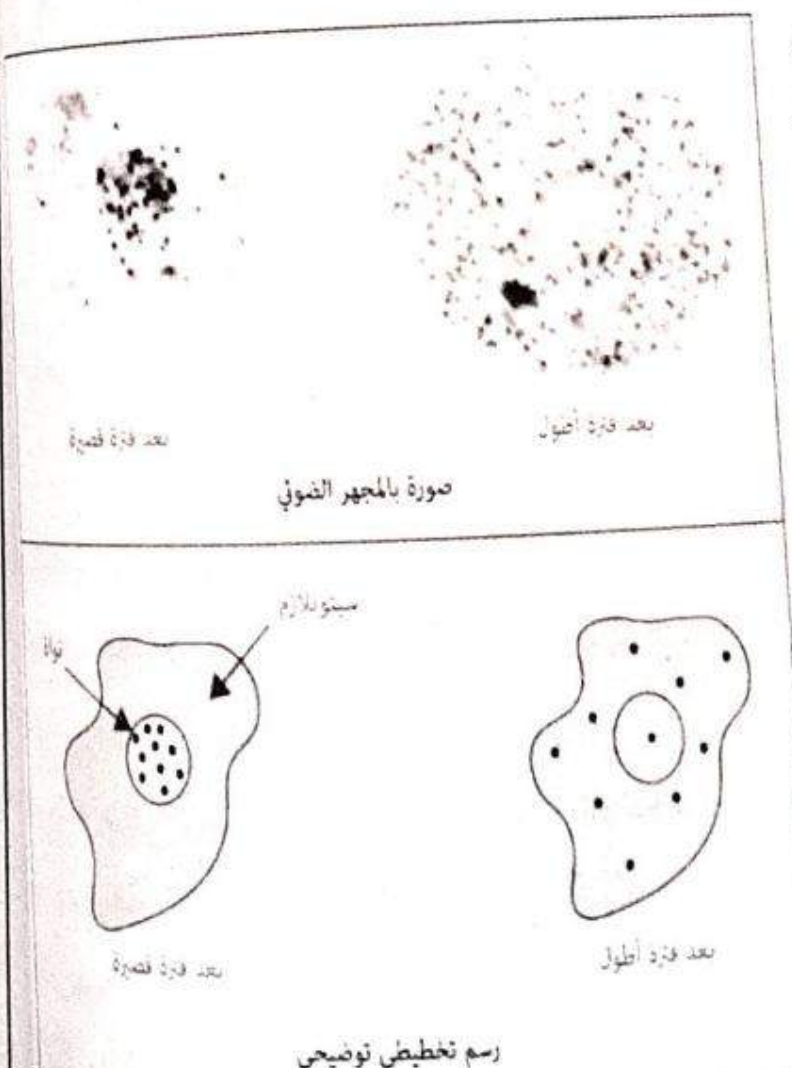 بعد فترة قصيرة
بعد فترة أطول
صورة بالمجهر الضوئي
سيتوبلازم
نواة
بعد فترة قصيرة
بعد فترة أطول
رسم تخطيطي توضيحي